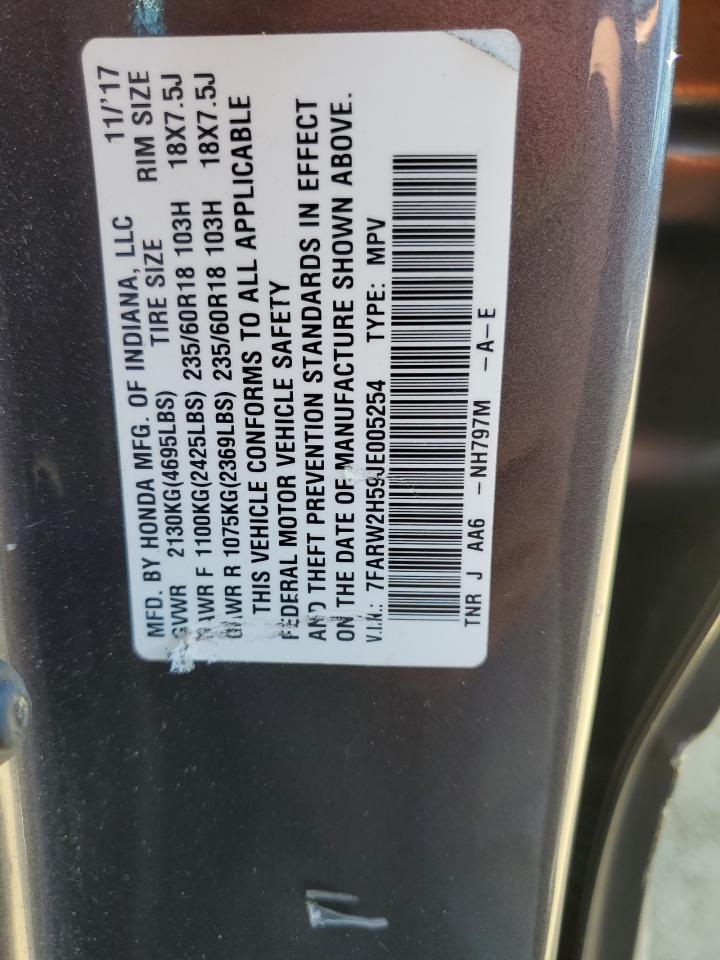 MFD. BY HONDA MFG. OF INDIANA, LLC 11/'17
GVWR 2130KG(4695LBS) TIRE SIZE RIM SIZE
GAWR F 1100KG(2425LBS) 235/60R18 103H 18X7.5J
GAWR R 1075KG(2369LBS) 235/60R18 103H 18X7.5J
THIS VEHICLE CONFORMS TO ALL APPLICABLE
FEDERAL MOTOR VEHICLE SAFETY
AND THEFT PREVENTION STANDARDS IN EFFECT
ON THE DATE OF MANUFACTURE SHOWN ABOVE.
V.I.N.: 7FARW2H59JE005254 TYPE: MPV
TNR J AA6 -NH797M -A-E